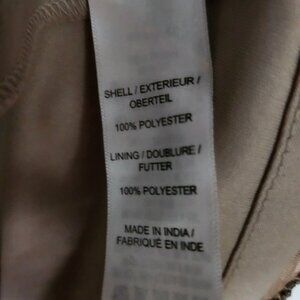 SHELL / EXTERIEUR /
OBERTEIL
100% POLYESTER
LINING / DOUBLURE /
FUTTER
100% POLYESTER
MADE IN INDIA /
FABRIQUÉ EN INDE